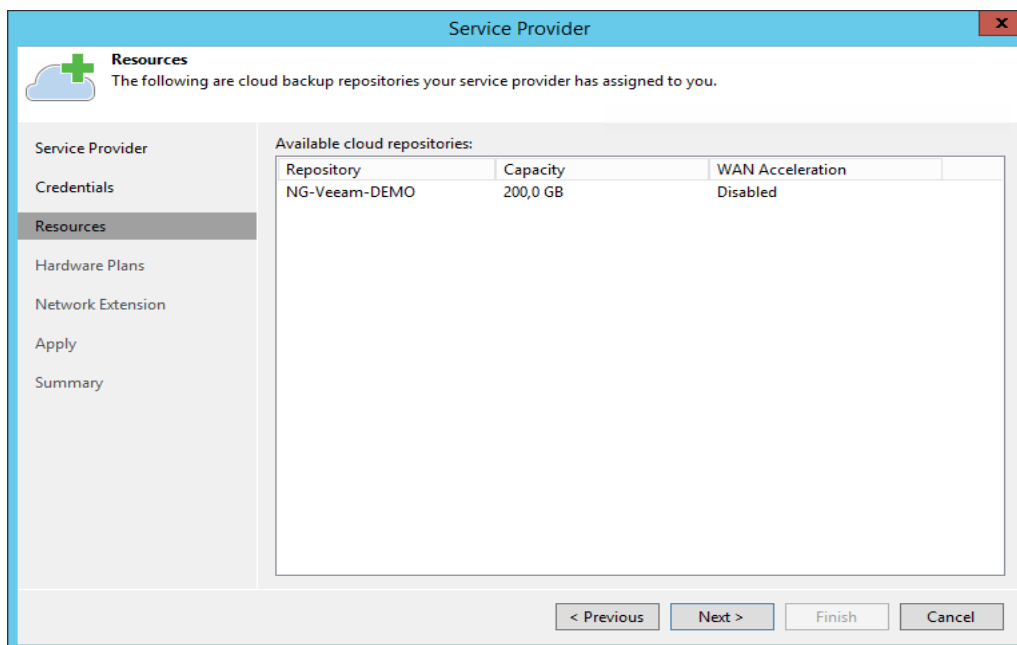 Service Provider
x
Resources
The following are cloud backup repositories your service provider has assigned to you.
Service Provider
Credentials
Resources
Hardware Plans
Network Extension
Apply
Summary
Available cloud repositories:
Repository Capacity WAN Acceleration
NG-Veeam-DEMO 200,0 GB Disabled
< Previous Next > Finish Cancel